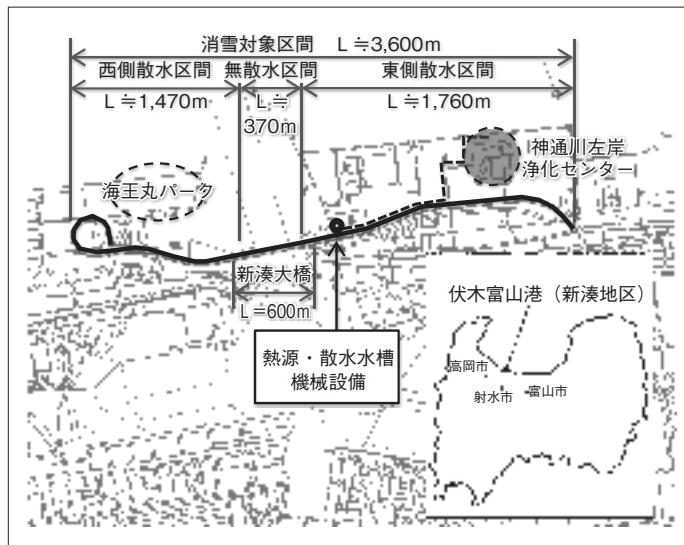 消雪対象区間 L ≒3,600m
西側散水区間
L ≒1,470m
無散水区間
L ≒
370m
東側散水区間
L ≒1,760m
海王丸パーク
神通川左岸
浄化センター
新湊大橋
L=600m
熱源・散水水槽
機械設備
伏木富山港（新湊地区）
高岡市
射水市
富山市